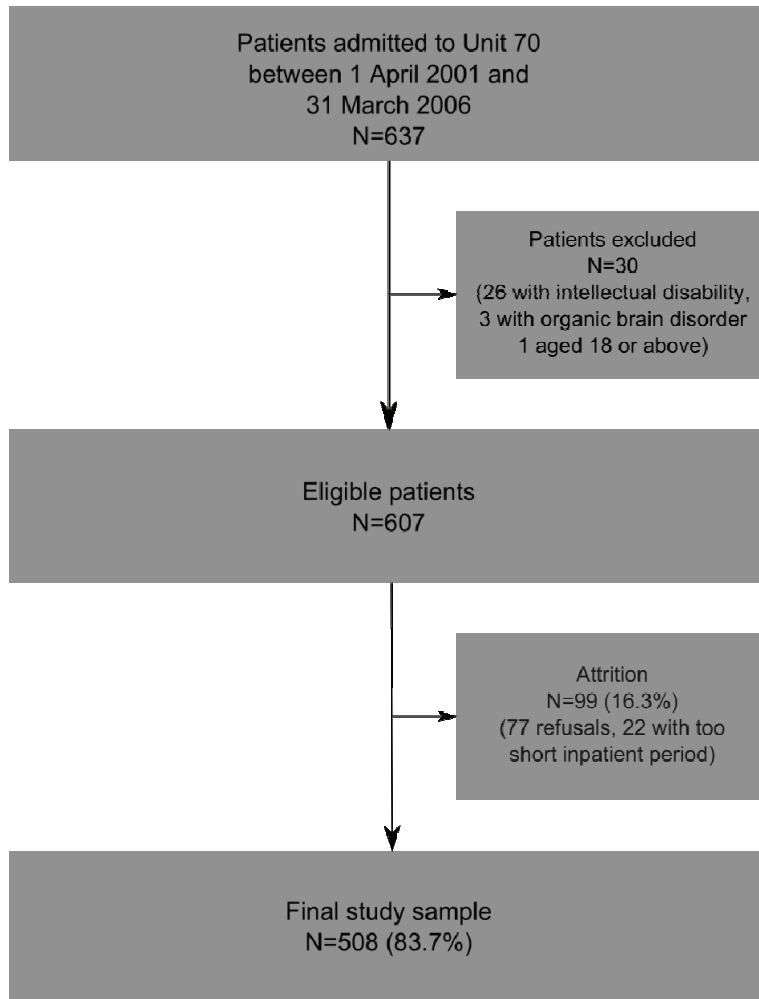 Patients admitted to Unit 70
between 1 April 2001 and
31 March 2006
N=637
Patients excluded
N=30
(26 with intellectual disability,
3 with organic brain disorder
1 aged 18 or above)
Eligible patients
N=607
Attrition
N=99 (16.3%)
(77 refusals, 22 with too
short inpatient period)
Final study sample
N=508 (83.7%)